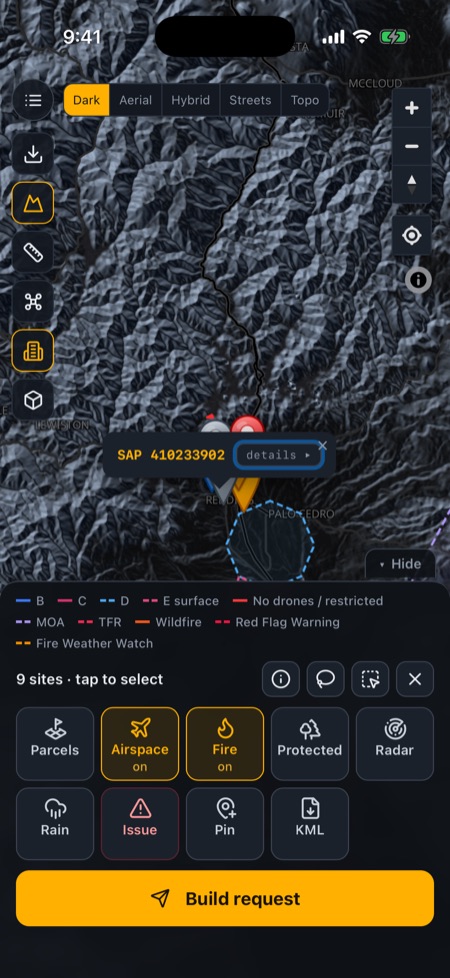 9:41
MCCLOUD
Dark
Aerial
Hybrid
Streets
Topo
LEWISTON
SAP 410233902
details ▸
PALO CEDRO
▾ Hide
B
C
D
E surface
No drones / restricted
MOA
TFR
Wildfire
Red Flag Warning
Fire Weather Watch
9 sites · tap to select
Parcels
Airspace
on
Fire
on
Protected
Radar
Rain
Issue
Pin
KML
Build request